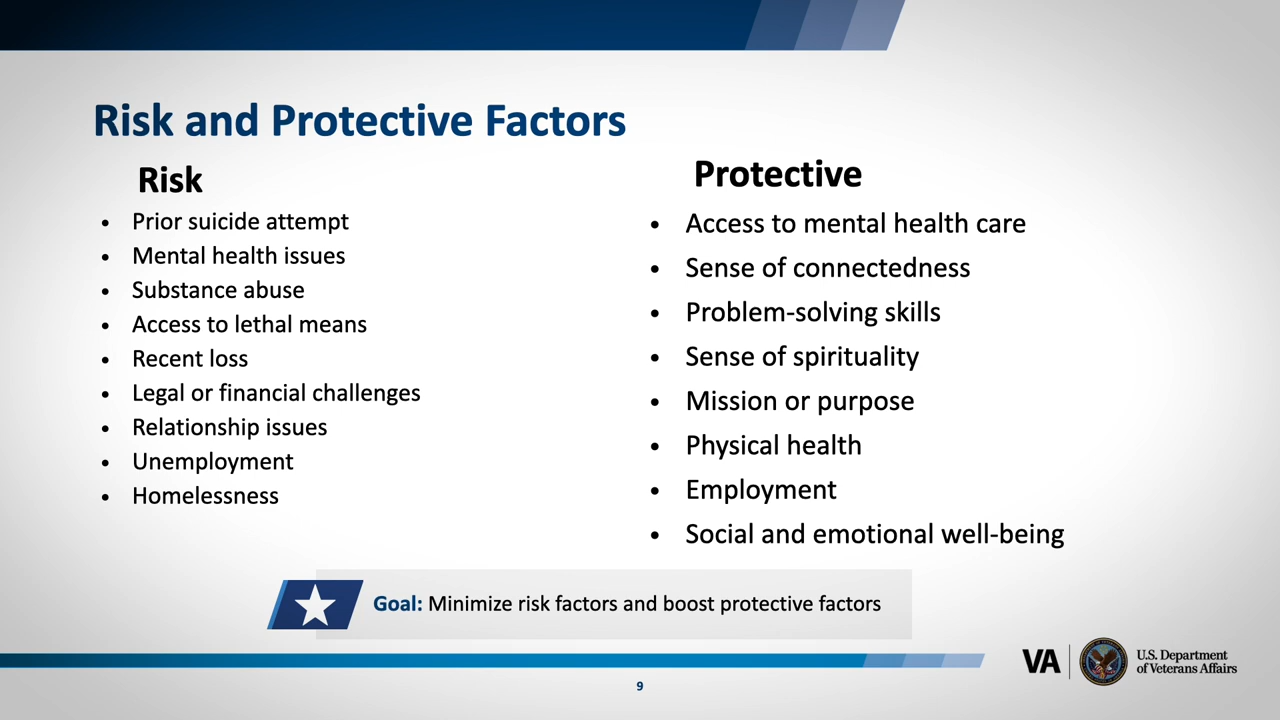 Risk and Protective Factors
Risk
• Prior suicide attempt
• Mental health issues
• Substance abuse
• Access to lethal means
• Recent loss
• Legal or financial challenges
• Relationship issues
• Unemployment
• Homelessness
Protective
• Access to mental health care
• Sense of connectedness
• Problem-solving skills
• Sense of spirituality
• Mission or purpose
• Physical health
• Employment
• Social and emotional well-being
Goal: Minimize risk factors and boost protective factors
VA
U.S. Department
of Veterans Affairs
9